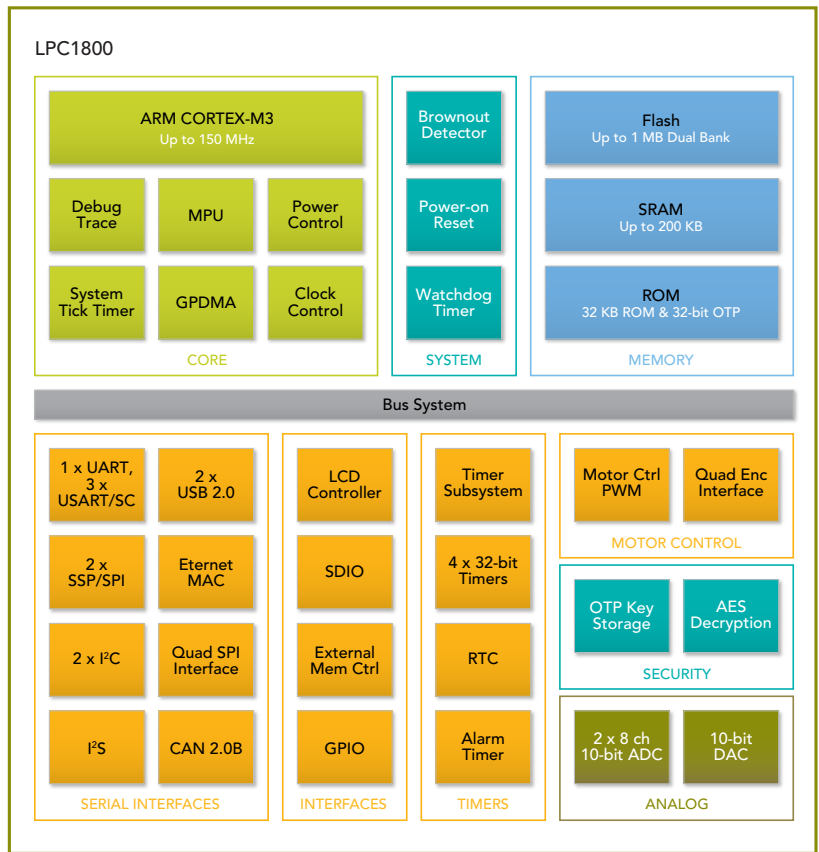 LPC1800
ARM CORTEX-M3
Up to 150 MHz
Debug
Trace
MPU
Power
Control
System
Tick Timer
GPDMA
Clock
Control
CORE
Brownout
Detector
Power-on
Reset
Watchdog
Timer
SYSTEM
Flash
Up to 1 MB Dual Bank
SRAM
Up to 200 KB
ROM
32 KB ROM & 32-bit OTP
MEMORY
Bus System
1 x UART,
3 x
USART/SC
2 x
USB 2.0
2 x
SSP/SPI
Eternet
MAC
2 x I²C
Quad SPI
Interface
I²S
CAN 2.0B
SERIAL INTERFACES
LCD
Controller
SDIO
External
Mem Ctrl
GPIO
INTERFACES
Timer
Subsystem
4 x 32-bit
Timers
RTC
Alarm
Timer
TIMERS
Motor Ctrl
PWM
Quad Enc
Interface
MOTOR CONTROL
OTP Key
Storage
AES
Decryption
SECURITY
2 x 8 ch
10-bit ADC
10-bit
DAC
ANALOG